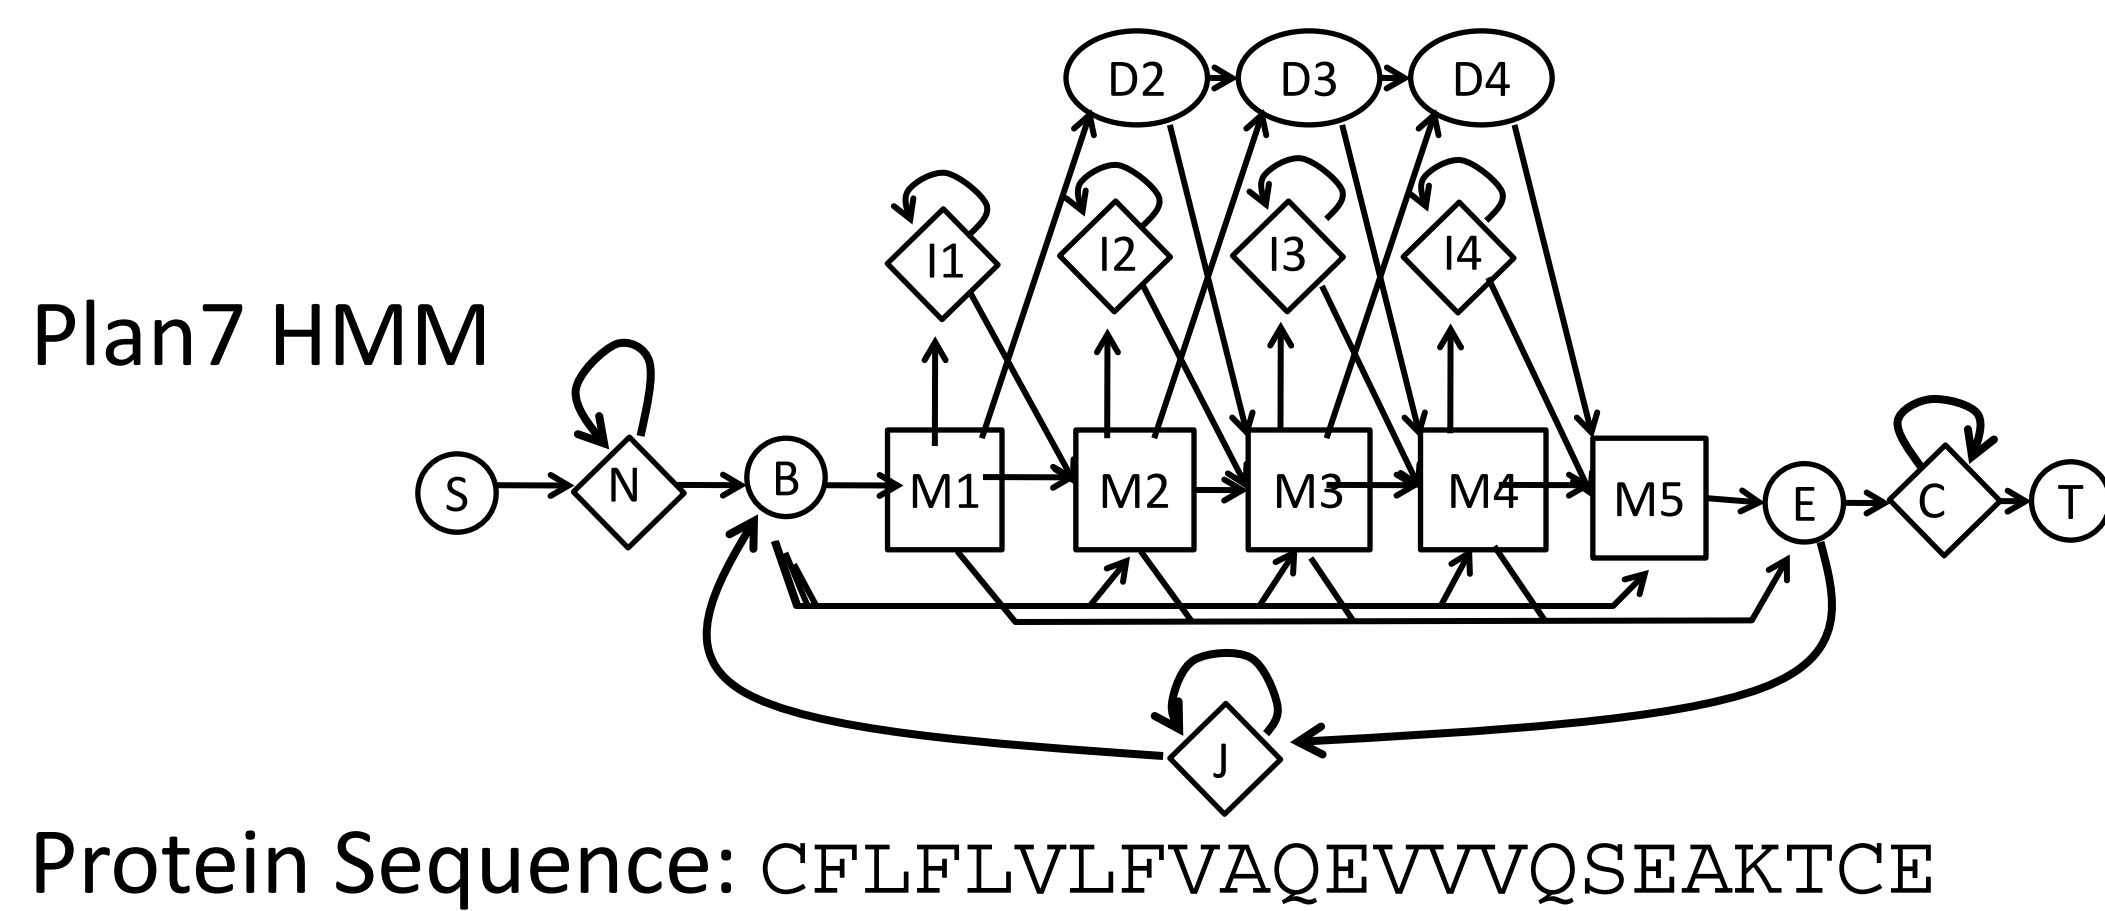 D2 D3 D4
I1 I2 I3 I4
Plan7 HMM
S N B M1 M2 M3 M4 M5 E C T
J
Protein Sequence: CFLFLVLFVAQEVVVQSEAKTCE